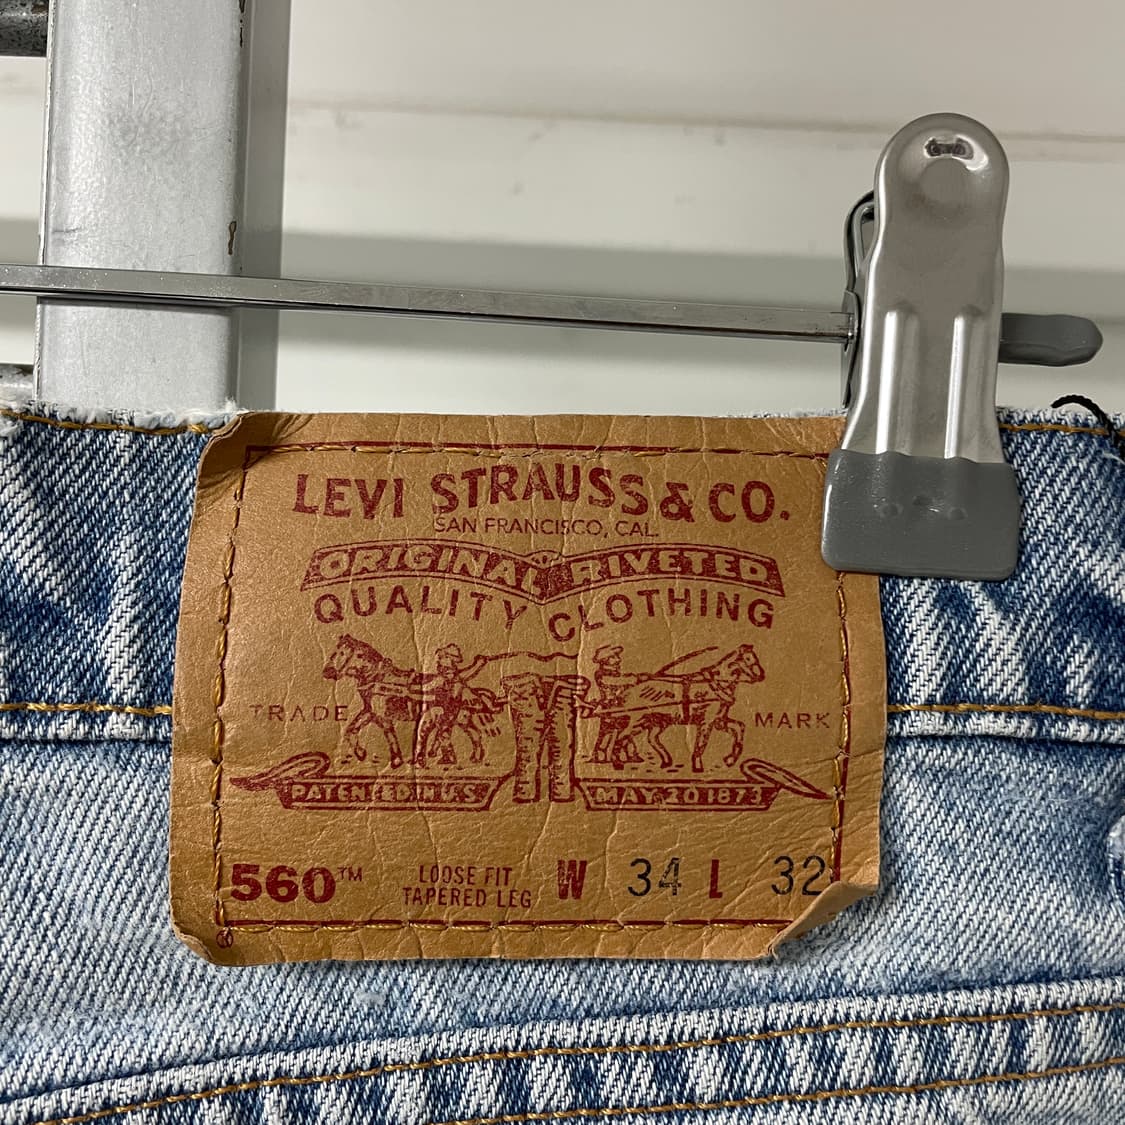 LEVI STRAUSS & CO.
SAN FRANCISCO, CAL.
ORIGINAL RIVETED
QUALITY CLOTHING
TRADE MARK
PATENTED IN U.S. MAY 20 1873
560™ LOOSE FIT TAPERED LEG W 34 L 32
®